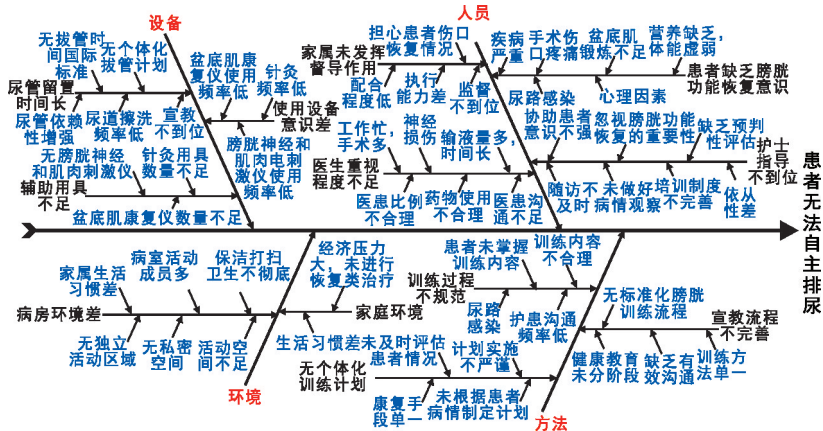 设备
无拔管时
间国际
标准
无个体化
拔管计划
尿管留置
时间长
尿管依赖
性增强
尿道擦洗
频率低
宣教
不到位
盆底肌康
复仪使用
频率低
针灸
频率低
使用设备
意识差
膀胱神经和
肌肉电刺
激仪使用
频率低
无膀胱神经
和肌肉刺激仪
针灸用具
数量不足
辅助用具
不足
盆底肌康复仪数量不足
人员
家属未发挥
督导作用
担心患者伤口
恢复情况
配合
程度低
执行
能力差
监督
不到位
疾病
严重
手术伤
口疼痛
盆底肌
锻炼不足
营养缺乏,
体能虚弱
患者缺乏膀胱
功能恢复意识
尿路感染
心理因素
工作忙,
手术多
神经
损伤
输液量多,
时间长
医生重视
程度不足
医患比例
不合理
药物使用
不合理
医患沟
通不足
协助患者
意识不强
忽视膀胱功能
恢复的重要性
缺乏预判
性评估
护士
指导
不到位
随访不
及时
未做好
病情观察
培训制度
不完善
依从
性差
患者无法自主排尿
家属生活
习惯差
病室活动
成员多
保洁打扫
卫生不彻底
病房环境差
无独立
活动区域
无私密
空间
活动空
间不足
经济压力
大,未进行
恢复类治疗
家庭环境
生活习惯差
环境
患者未掌握
训练内容
训练内容
不合理
训练过程
不规范
尿路
感染
护患沟通
频率低
未及时评估
患者情况
计划实施
不严谨
无个体化
训练计划
康复手
段单一
未根据患者
病情制定计划
无标准化膀胱
训练流程
宣教流程
不完善
健康教育
未分阶段
缺乏有
效沟通
训练方
法单一
方法